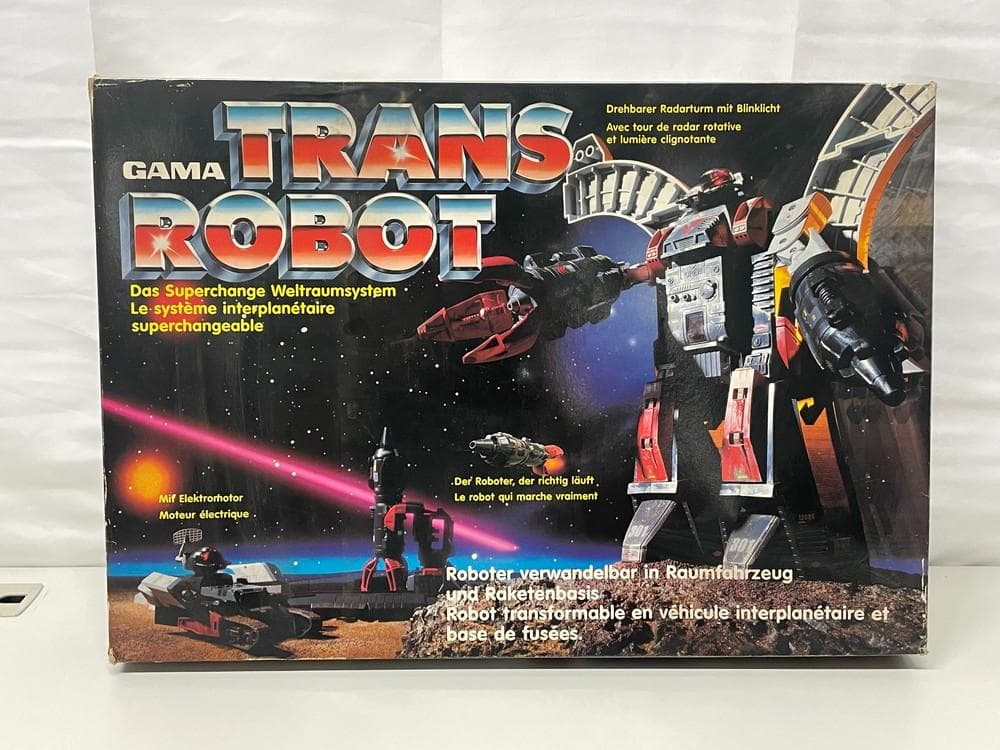 GAMA
TRANS
ROBOT
Das Superchange Weltraumsystem
Le système interplanétaire
superchangeable
Drehbarer Radarturm mit Blinklicht
Avec tour de radar rotative
et lumière clignotante
Mit Elektromotor
Moteur électrique
Der Roboter, der richtig läuft
Le robot qui marche vraiment
Roboter verwandelbar in Raumfahrzeug
und Raketenbasis
Robot transformable en véhicule interplanétaire et
base de fusées.